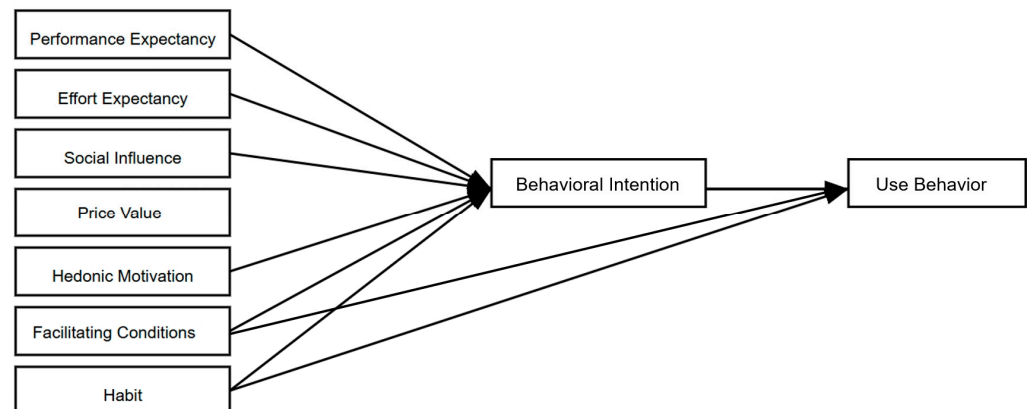 Performance Expectancy
Effort Expectancy
Social Influence
Price Value
Hedonic Motivation
Facilitating Conditions
Habit
Behavioral Intention
Use Behavior